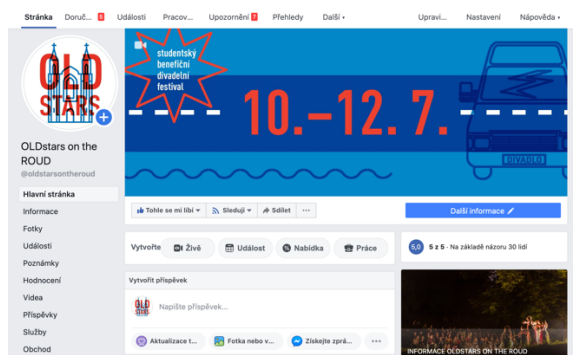 Stránka Doruč... 8 Události Pracov... Upozornění 7 Přehledy Další Upravi... Nastavení Nápověda
OLD
STARS
studentský
benefiční
divadelní
festival
10.–12. 7.
DIVADLO
OLDstars on the
ROUD
@oldstarsontheroud
Hlavní stránka
Informace
Fotky
Události
Poznámky
Hodnocení
Videa
Příspěvky
Služby
Obchod
Tohle se mi líbí Sleduji Sdílet ...
Další informace
Vytvořte Živě Událost Nabídka Práce
5,0 5 z 5 · Na základě názoru 30 lidí
Vytvořit příspěvek
OLD
STARS
Napište příspěvek...
Aktualizace t... Fotka nebo v... Získejte zprá... ...
INFORMACE OLDSTARS ON THE ROUD